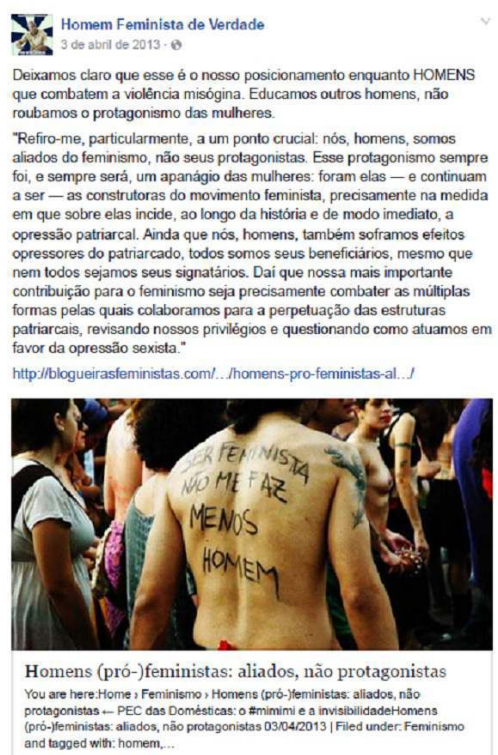 Homem Feminista de Verdade
3 de abril de 2013 ·
Deixamos claro que esse é o nosso posicionamento enquanto HOMENS
que combatem a violência misógina. Educamos outros homens, não
roubamos o protagonismo das mulheres.
"Refiro-me, particularmente, a um ponto crucial: nós, homens, somos
aliados do feminismo, não seus protagonistas. Esse protagonismo sempre
foi, e sempre será, um apanágio das mulheres: foram elas — e continuam
a ser — as construtoras do movimento feminista, precisamente na medida
em que sobre elas incide, ao longo da história e de modo imediato, a
opressão patriarcal. Ainda que nós, homens, também soframos efeitos
opressores do patriarcado, todos somos seus beneficiários, mesmo que
nem todos sejamos seus signatários. Daí que nossa mais importante
contribuição para o feminismo seja precisamente combater as múltiplas
formas pelas quais colaboramos para a perpetuação das estruturas
patriarcais, revisando nossos privilégios e questionando como atuamos em
favor da opressão sexista."
http://blogueirasfeministas.com/.../homens-pro-feministas-al.../
SER FEMINISTA
NÃO ME FAZ
MENOS
HOMEM
Homens (pró-)feministas: aliados, não protagonistas
You are here:Home › Feminismo › Homens (pró-)feministas: aliados, não
protagonistas ← PEC das Domésticas: o #mimimi e a invisibilidadeHomens
(pró-)feministas: aliados, não protagonistas 03/04/2013 | Filed under: Feminismo
and tagged with: homem,...